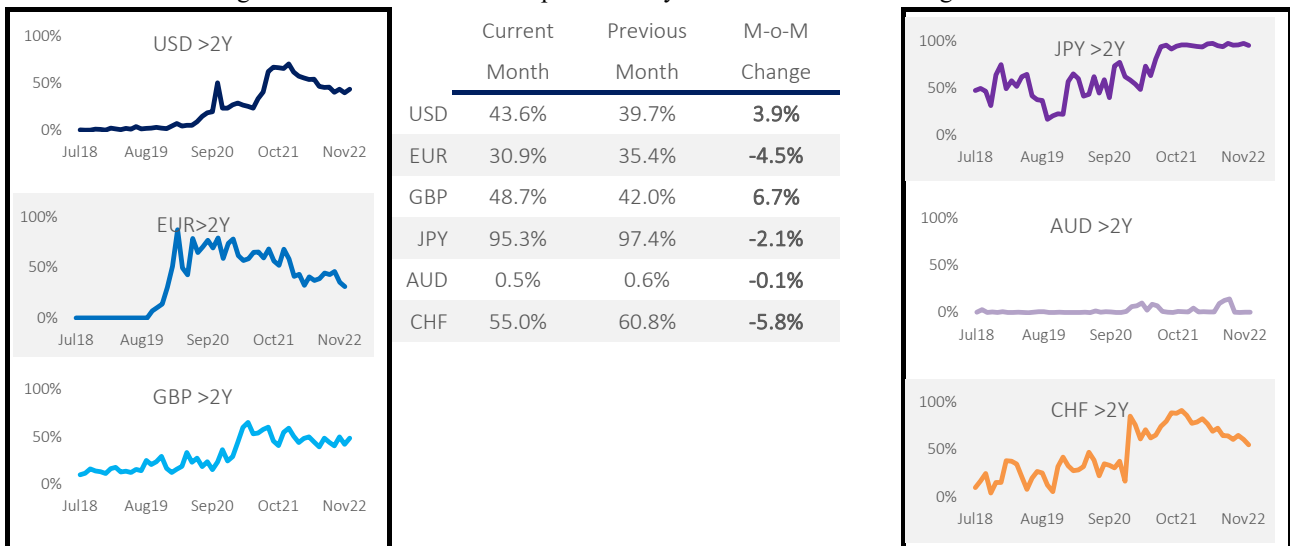 USD >2Y
100%
50%
0%
Jul18 Aug19 Sep20 Oct21 Nov22
EUR>2Y
100%
50%
0%
Jul18 Aug19 Sep20 Oct21 Nov22
GBP >2Y
100%
50%
0%
Jul18 Aug19 Sep20 Oct21 Nov22
Current Previous M-o-M
Month Month Change
USD 43.6% 39.7% 3.9%
EUR 30.9% 35.4% -4.5%
GBP 48.7% 42.0% 6.7%
JPY 95.3% 97.4% -2.1%
AUD 0.5% 0.6% -0.1%
CHF 55.0% 60.8% -5.8%
JPY >2Y
100%
50%
0%
Jul18 Aug19 Sep20 Oct21 Nov22
AUD >2Y
100%
50%
0%
Jul18 Aug19 Sep20 Oct21 Nov22
CHF >2Y
100%
50%
0%
Jul18 Aug19 Sep20 Oct21 Nov22